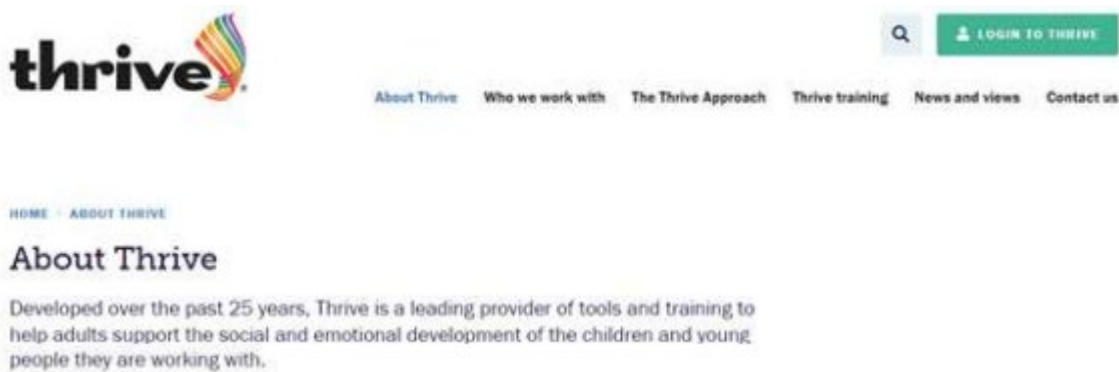 thrive®
LOGIN TO THRIVE
About Thrive Who we work with The Thrive Approach Thrive training News and views Contact us
HOME ABOUT THRIVE
About Thrive
Developed over the past 25 years, Thrive is a leading provider of tools and training to
help adults support the social and emotional development of the children and young
people they are working with.